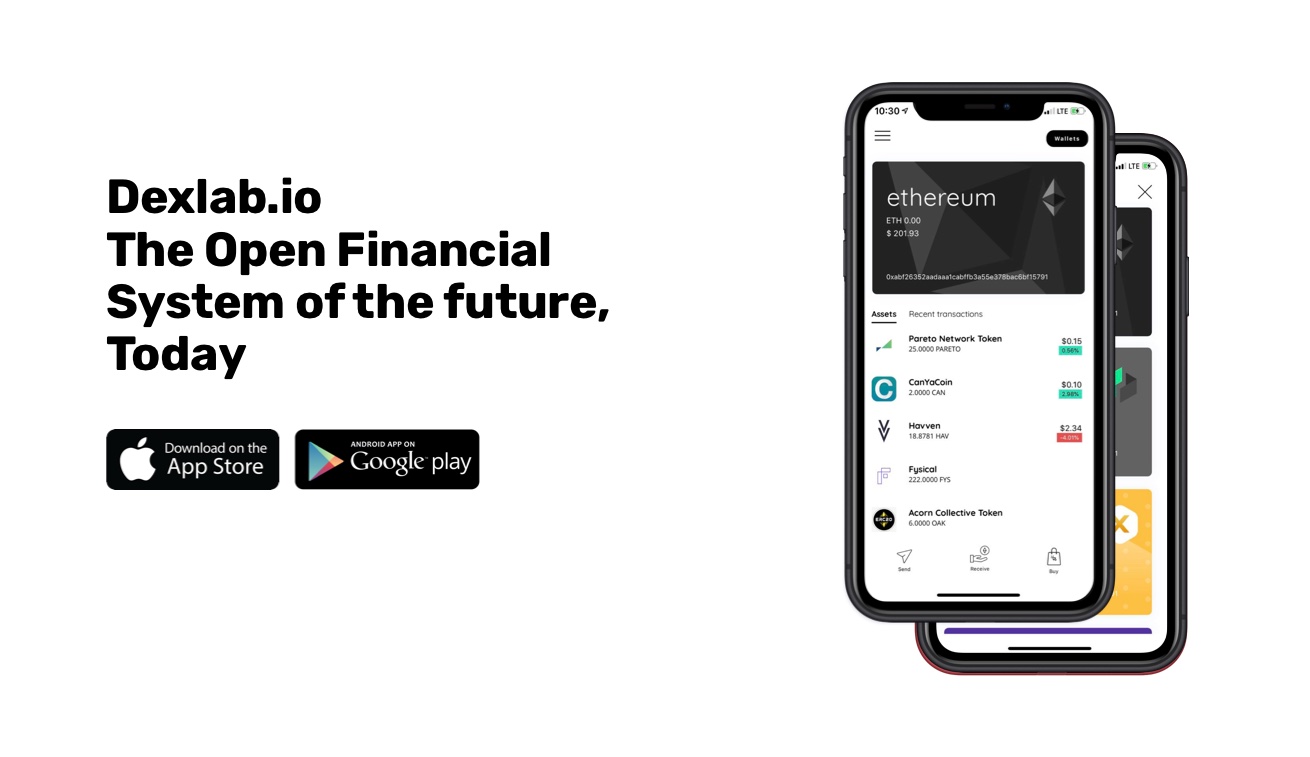 Dexlab.io
The Open Financial
System of the future,
Today
Download on the
App Store
ANDROID APP ON
Google play
10:30
LTE
Wallets
ethereum
ETH 0.00
$ 201.93
0xabf26352aadaaa1cabffb3a55e378bac6bf15791
Assets Recent transactions
Pareto Network Token $0.15
25.0000 PARETO 0.56%
CanYaCoin $0.10
2.0000 CAN 2.98%
Havven $2.34
18.8781 HAV -4.01%
Fysical
222.0000 FYS
Acorn Collective Token
6.0000 OAK
Send Receive Buy
LTE